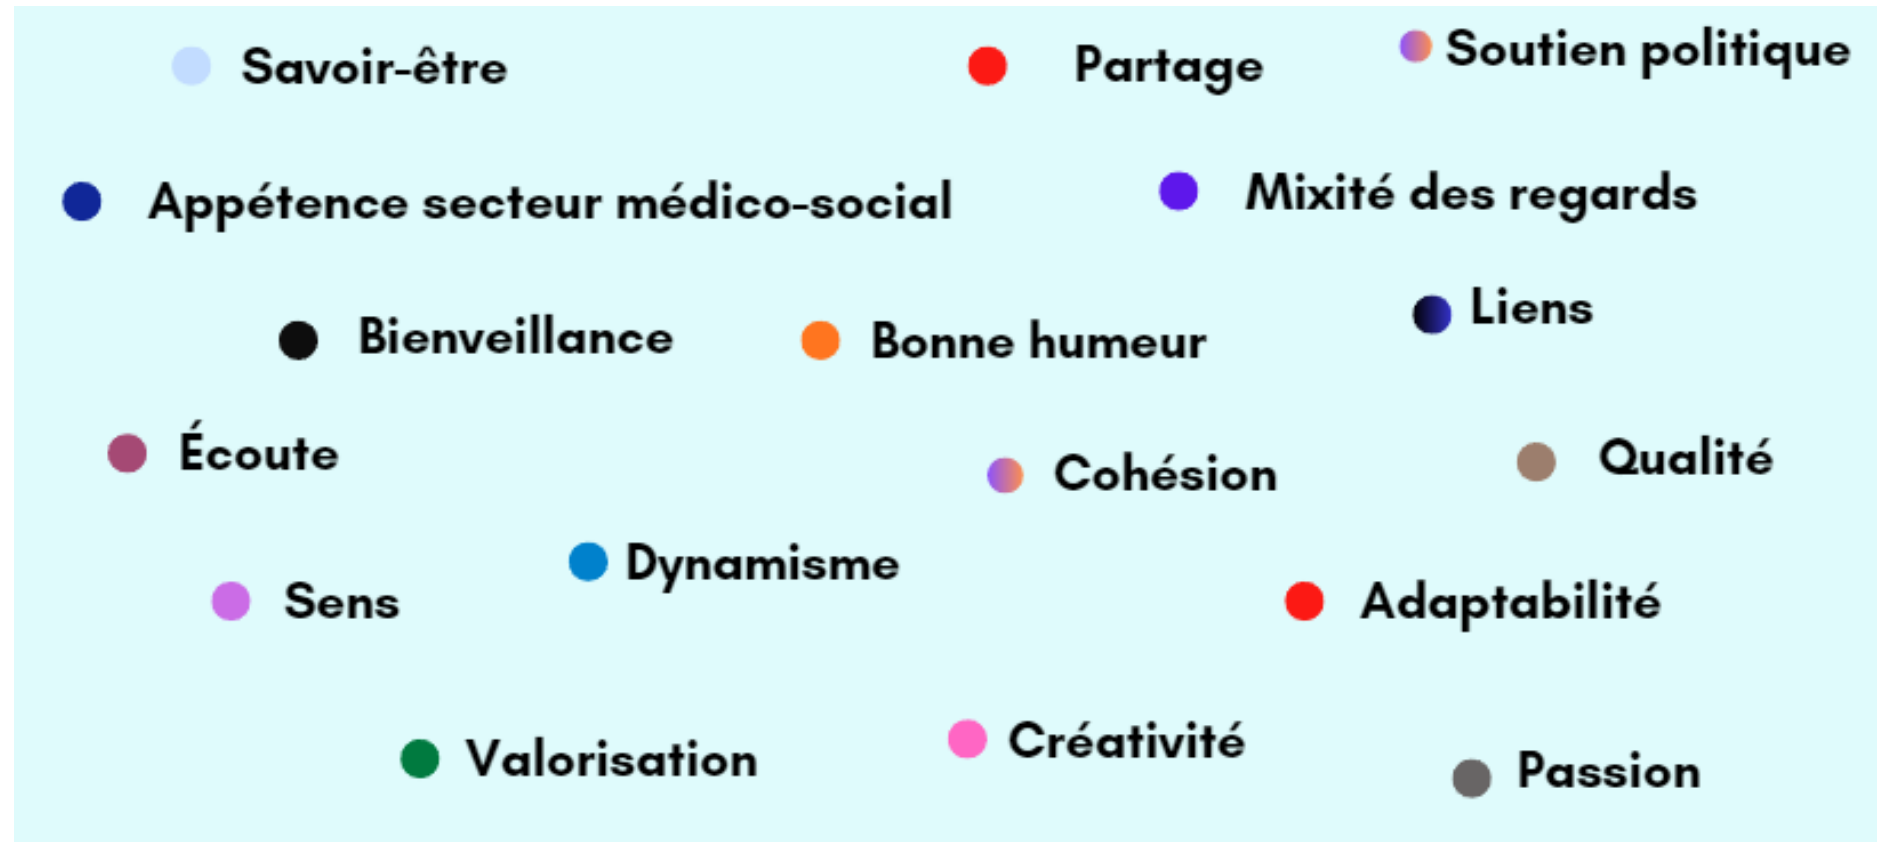 Savoir-être
Partage
Soutien politique
Appétence secteur médico-social
Mixité des regards
Bienveillance
Bonne humeur
Liens
Écoute
Cohésion
Qualité
Dynamisme
Sens
Adaptabilité
Valorisation
Créativité
Passion